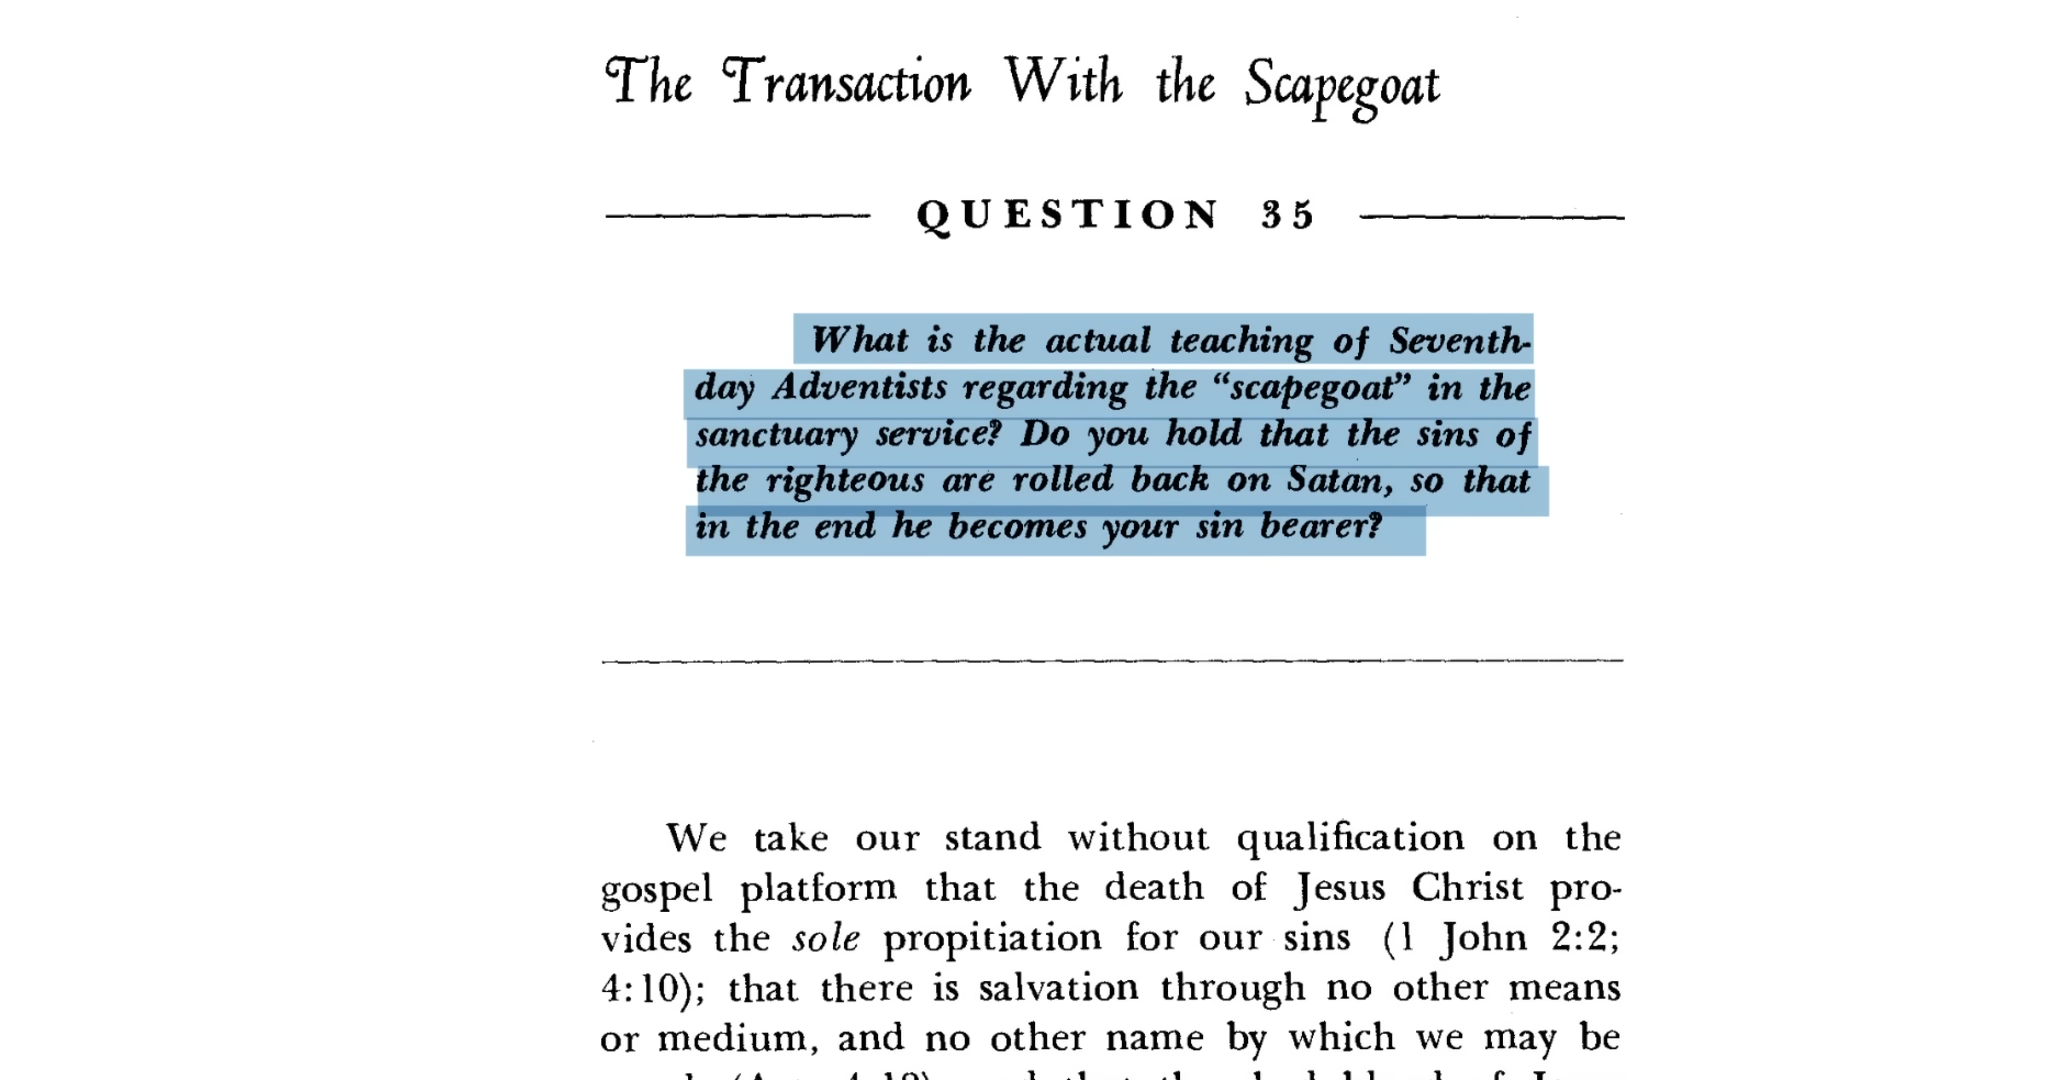 The Transaction With the Scapegoat
QUESTION 35
What is the actual teaching of Seventh-
day Adventists regarding the “scapegoat” in the
sanctuary service? Do you hold that the sins of
the righteous are rolled back on Satan, so that
in the end he becomes your sin bearer?
We take our stand without qualification on the
gospel platform that the death of Jesus Christ pro-
vides the sole propitiation for our sins (1 John 2:2;
4:10); that there is salvation through no other means
or medium, and no other name by which we may be